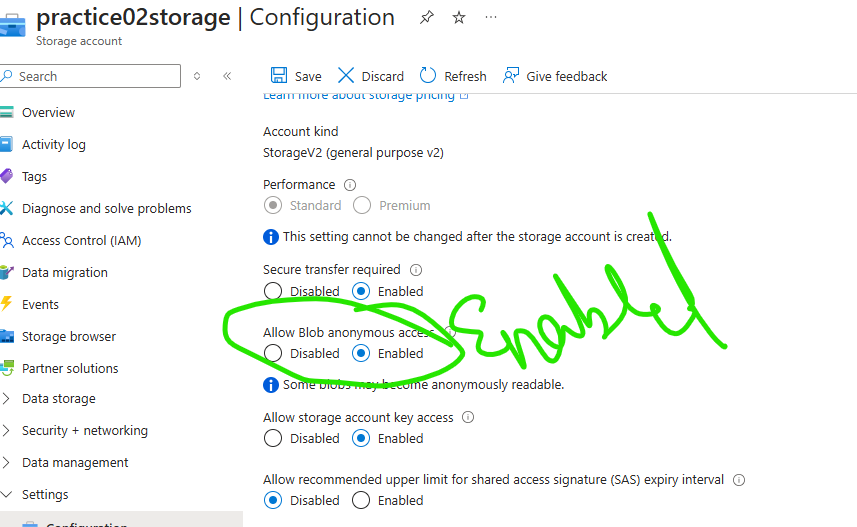 practice02storage | Configuration
Storage account
Search
Save Discard Refresh Give feedback
Learn more about storage pricing
Overview
Activity log
Tags
Diagnose and solve problems
Access Control (IAM)
Data migration
Events
Storage browser
Partner solutions
Data storage
Security + networking
Data management
Settings
Configuration
Account kind
StorageV2 (general purpose v2)
Performance
Standard Premium
This setting cannot be changed after the storage account is created.
Secure transfer required
Disabled Enabled
Allow Blob anonymous access
Disabled Enabled
Enabled
Some blobs may become anonymously readable.
Allow storage account key access
Disabled Enabled
Allow recommended upper limit for shared access signature (SAS) expiry interval
Disabled Enabled